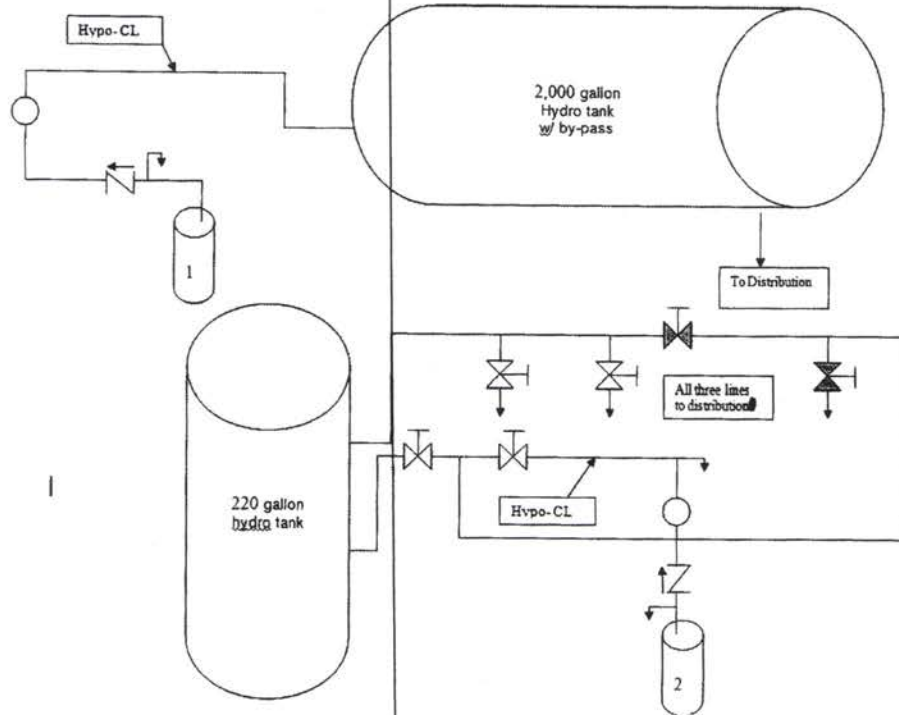 Hypo-CL
2,000 gallon
Hydro tank
w/ by-pass
1
To Distribution
All three lines
to distribution
220 gallon
hydro tank
Hypo-CL
2